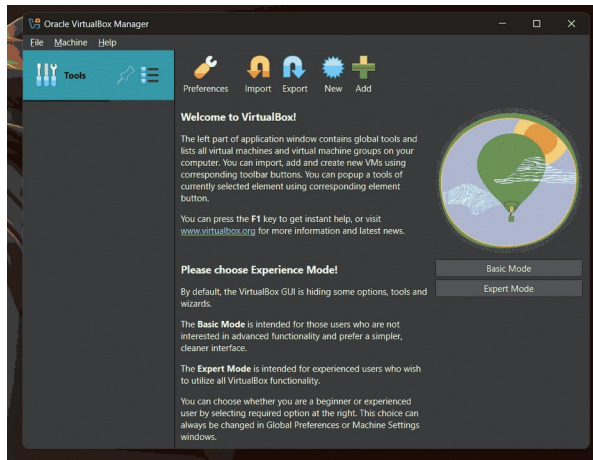 Oracle VirtualBox Manager
File Machine Help
Tools
Preferences Import Export New Add
Welcome to VirtualBox!
The left part of application window contains global tools and
lists all virtual machines and virtual machine groups on your
computer. You can import, add and create new VMs using
corresponding toolbar buttons. You can popup a tools of
currently selected element using corresponding element
button.
You can press the F1 key to get instant help, or visit
www.virtualbox.org for more information and latest news.
Please choose Experience Mode!
By default, the VirtualBox GUI is hiding some options, tools and
wizards.
The Basic Mode is intended for those users who are not
interested in advanced functionality and prefer a simpler,
cleaner interface.
The Expert Mode is intended for experienced users who wish
to utilize all VirtualBox functionality.
You can choose whether you are a beginner or experienced
user by selecting required option at the right. This choice can
always be changed in Global Preferences or Machine Settings
windows.
Basic Mode
Expert Mode